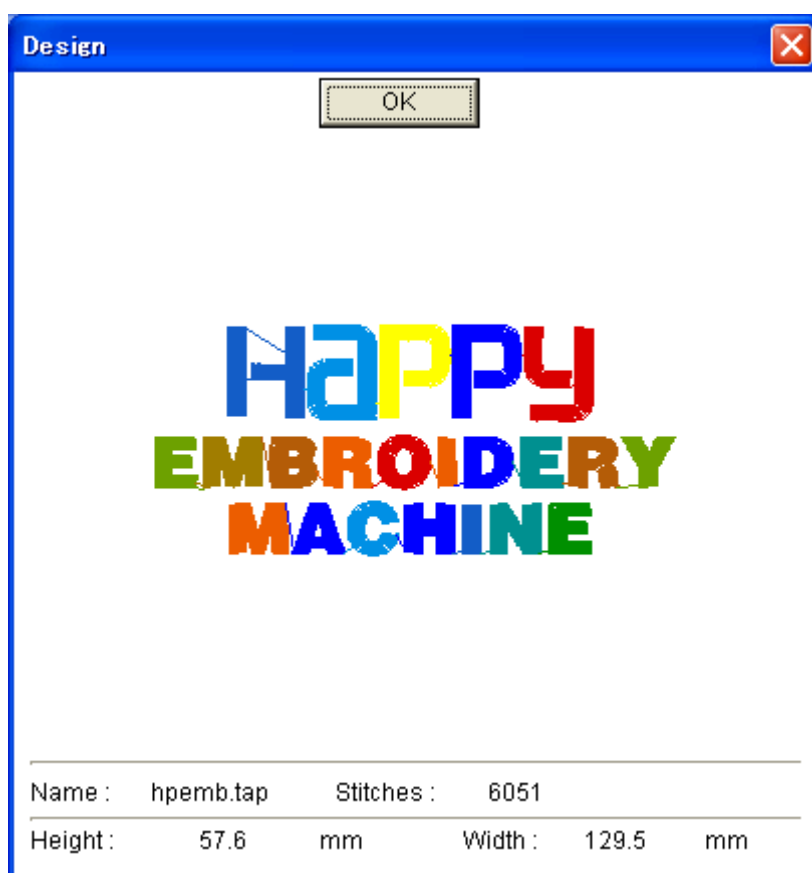 Design
OK
Happy
EMBROIDERY
MACHINE
Name : hpemb.tap Stitches : 6051
Height : 57.6 mm Width : 129.5 mm